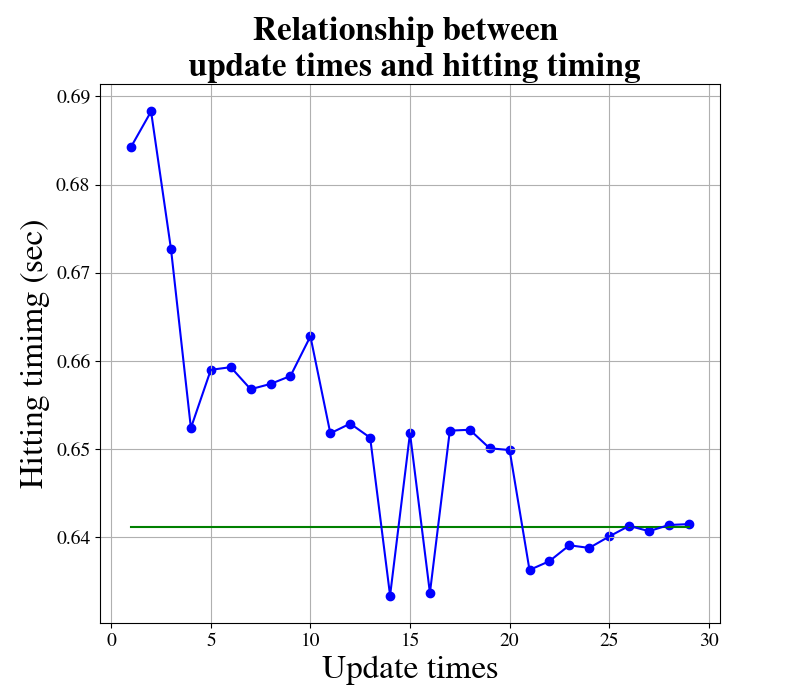 Relationship between
update times and hitting timing
0.69
0.68
0.67
0.66
0.65
0.64
Hitting timimg (sec)
0 5 10 15 20 25 30
Update times